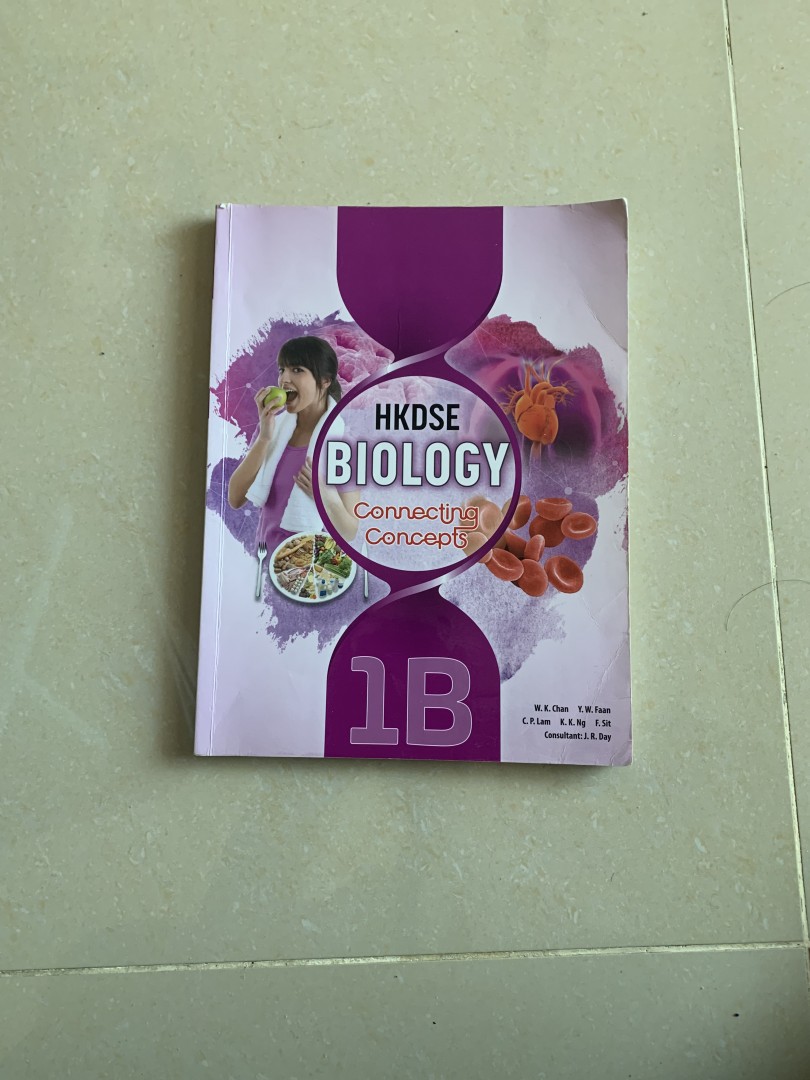 HKDSE
BIOLOGY
Connecting
Concepts
1B
W. K. Chan Y. W. Faan
C. P. Lam K. K. Ng F. Sit
Consultant: J. R. Day